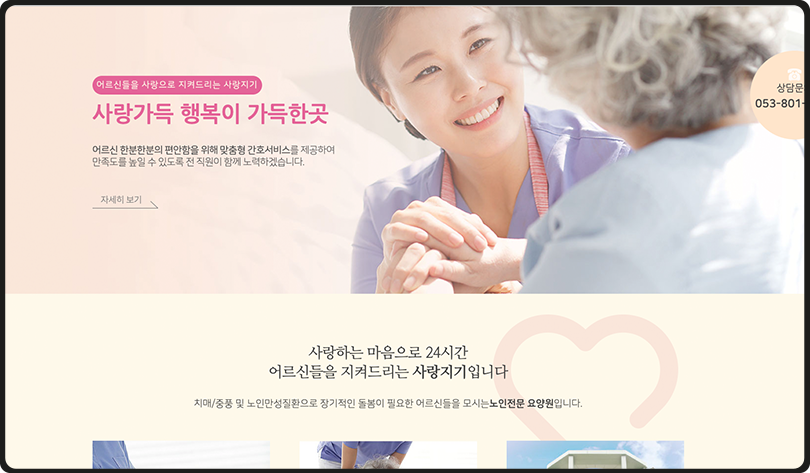 어르신들을 사랑으로 지켜드리는 사랑지기
사랑가득 행복이 가득한곳
어르신 한분한분의 편안함을 위해 맞춤형 간호서비스를 제공하여
만족도를 높일 수 있도록 전 직원이 함께 노력하겠습니다.
자세히 보기
상담문
053-801-
사랑하는 마음으로 24시간
어르신들을 지켜드리는 사랑지기입니다
치매/중풍 및 노인만성질환으로 장기적인 돌봄이 필요한 어르신들을 모시는노인전문 요양원입니다.